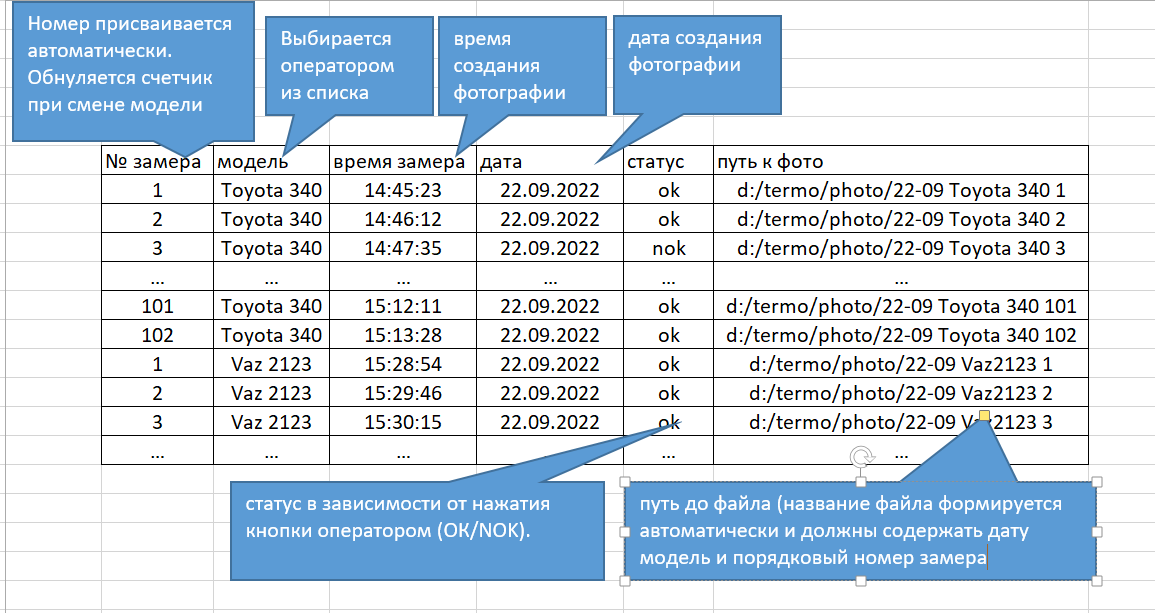 Номер присваивается
автоматически.
Обнуляется счетчик
при смене модели
Выбирается
оператором
из списка
время
создания
фотографии
дата создания
фотографии
№ замера модель время замера дата статус путь к фото
1 Toyota 340 14:45:23 22.09.2022 ok d:/termo/photo/22-09 Toyota 340 1
2 Toyota 340 14:46:12 22.09.2022 ok d:/termo/photo/22-09 Toyota 340 2
3 Toyota 340 14:47:35 22.09.2022 nok d:/termo/photo/22-09 Toyota 340 3
... ... ... ... ... ...
101 Toyota 340 15:12:11 22.09.2022 ok d:/termo/photo/22-09 Toyota 340 101
102 Toyota 340 15:13:28 22.09.2022 ok d:/termo/photo/22-09 Toyota 340 102
1 Vaz 2123 15:28:54 22.09.2022 ok d:/termo/photo/22-09 Vaz2123 1
2 Vaz 2123 15:29:46 22.09.2022 ok d:/termo/photo/22-09 Vaz2123 2
3 Vaz 2123 15:30:15 22.09.2022 ok d:/termo/photo/22-09 Vaz2123 3
... ... ... ... ...
статус в зависимости от нажатия
кнопки оператором (OK/NOK).
путь до файла (название файла формируется
автоматически и должны содержать дату
модель и порядковый номер замера